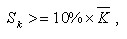 S_k >= 10% × K̅ ,